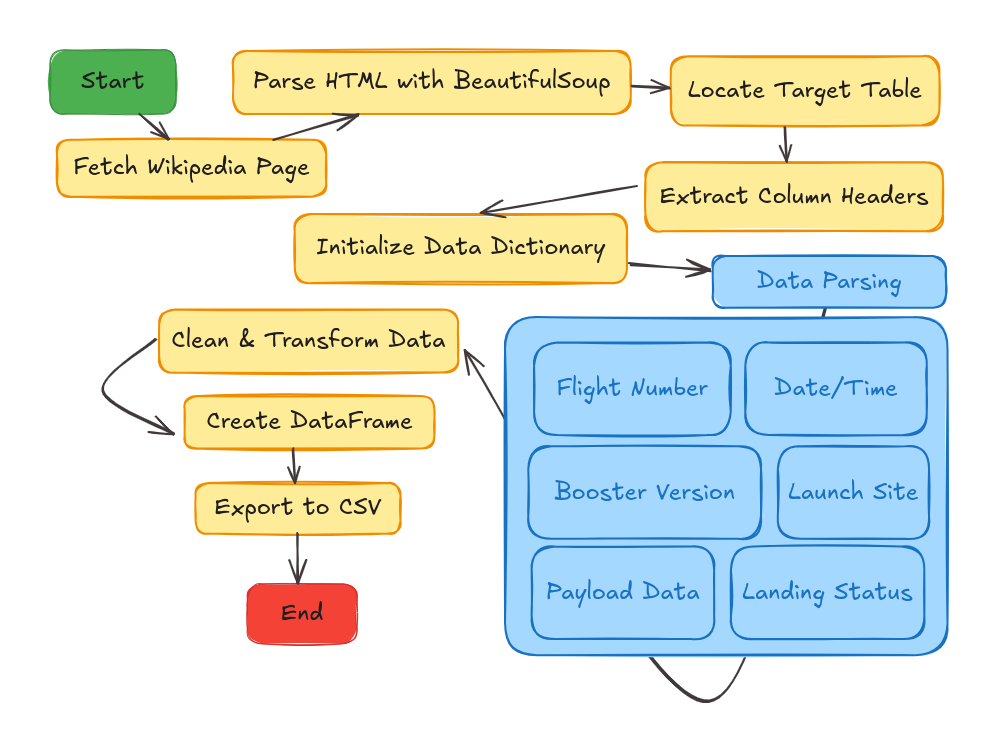 Start
Fetch Wikipedia Page
Parse HTML with BeautifulSoup
Locate Target Table
Extract Column Headers
Initialize Data Dictionary
Data Parsing
Flight Number
Date/Time
Booster Version
Launch Site
Payload Data
Landing Status
Clean & Transform Data
Create DataFrame
Export to CSV
End